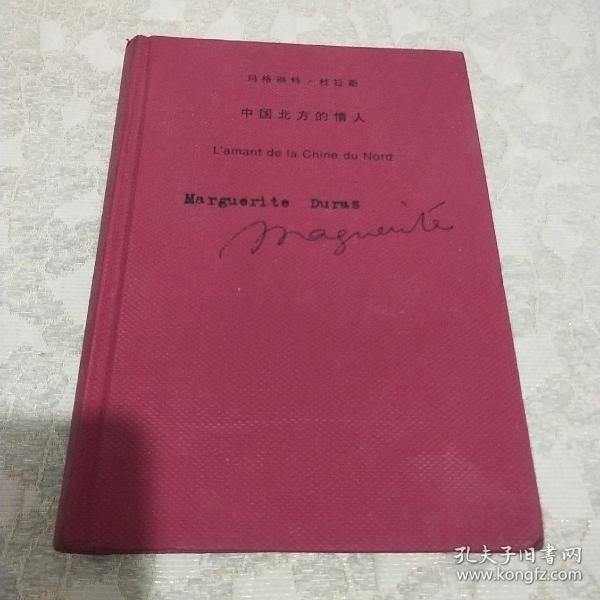 玛格丽特·杜拉斯
中国北方的情人
L'amant de la Chine du Nord
Marguerite Duras
Maguerite
孔夫子旧书网
www.kongfz.com